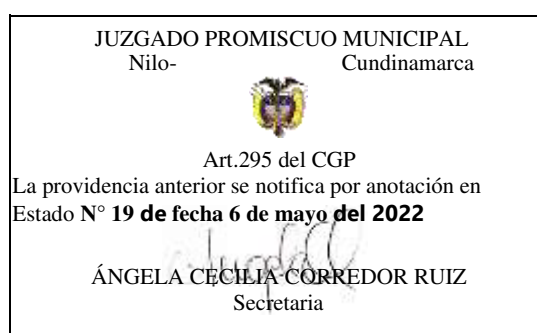 JUZGADO PROMISCUO MUNICIPAL
Nilo- Cundinamarca
Art.295 del CGP
La providencia anterior se notifica por anotación en
Estado N° 19 de fecha 6 de mayo del 2022
ÁNGELA CECILIA CORREDOR RUIZ
Secretaria